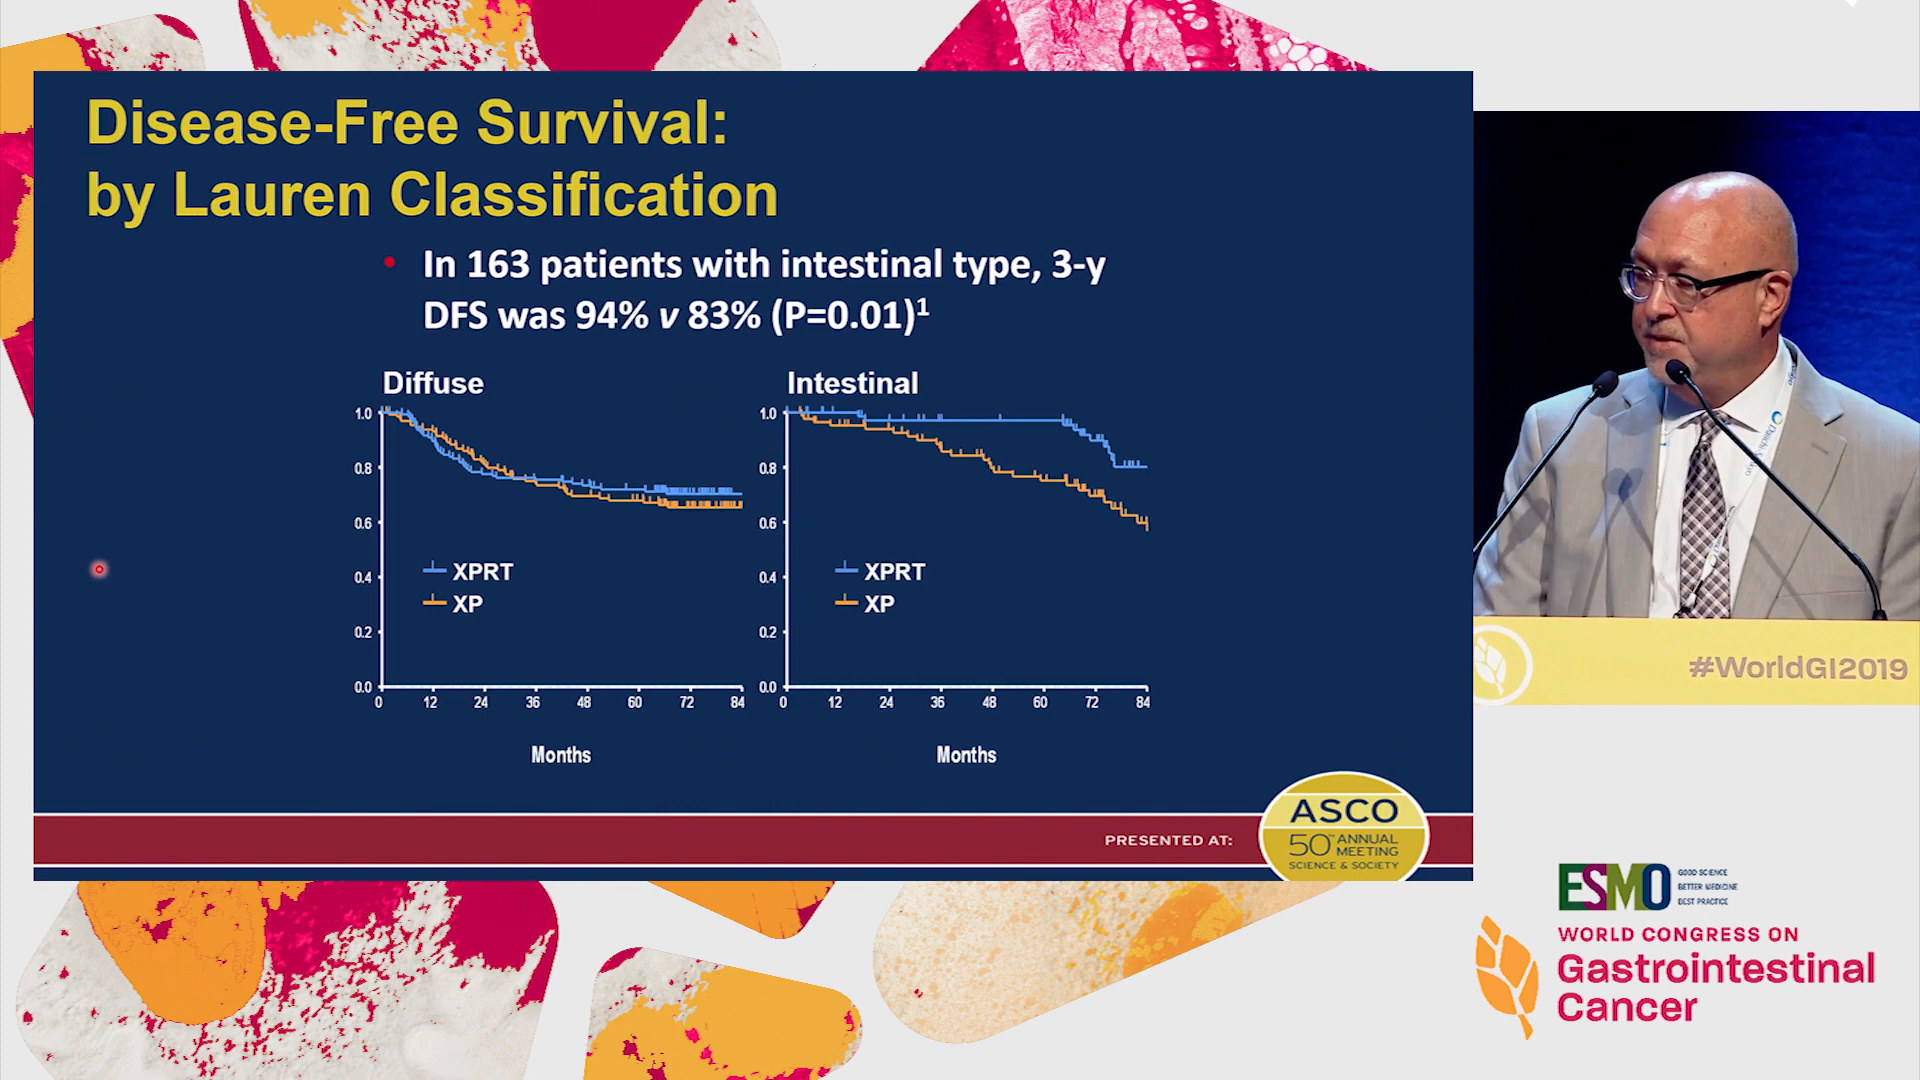 Disease-Free Survival:
by Lauren Classification
• In 163 patients with intestinal type, 3-y
DFS was 94% v 83% (P=0.01)¹
Diffuse
1.0
0.8
0.6
0.4
0.2
0.0
0 12 24 36 48 60 72 84
XPRT
XP
Months
Intestinal
1.0
0.8
0.6
0.4
0.2
0.0
0 12 24 36 48 60 72 84
XPRT
XP
Months
PRESENTED AT:
ASCO
50TH ANNUAL
MEETING
SCIENCE & SOCIETY
Daiichi-Sankyo
#WorldGI2019
ESMO
GOOD SCIENCE
BETTER MEDICINE
BEST PRACTICE
WORLD CONGRESS ON
Gastrointestinal
Cancer